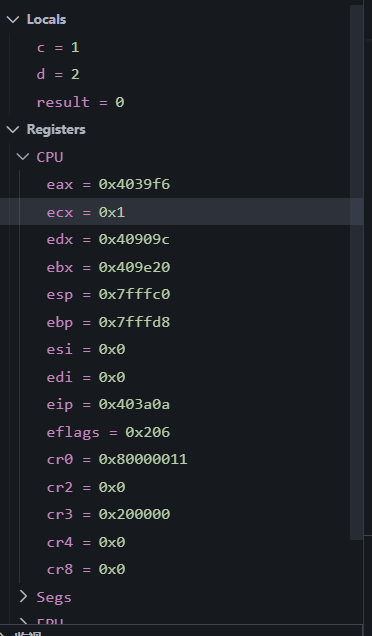 Locals
c = 1
d = 2
result = 0
Registers
CPU
eax = 0x4039f6
ecx = 0x1
edx = 0x40909c
ebx = 0x409e20
esp = 0x7fffc0
ebp = 0x7fffd8
esi = 0x0
edi = 0x0
eip = 0x403a0a
eflags = 0x206
cr0 = 0x80000011
cr2 = 0x0
cr3 = 0x200000
cr4 = 0x0
cr8 = 0x0
Segs
FPU
监视